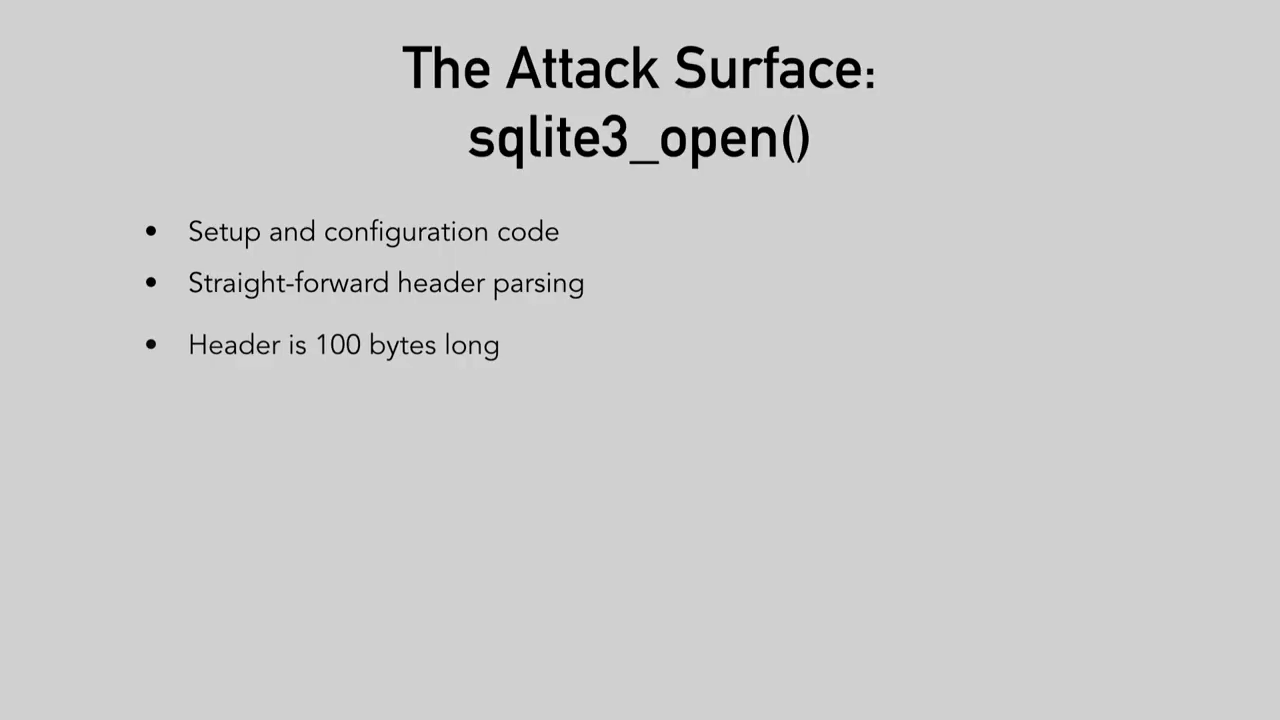 The Attack Surface:
sqlite3_open()
• Setup and configuration code
• Straight-forward header parsing
• Header is 100 bytes long